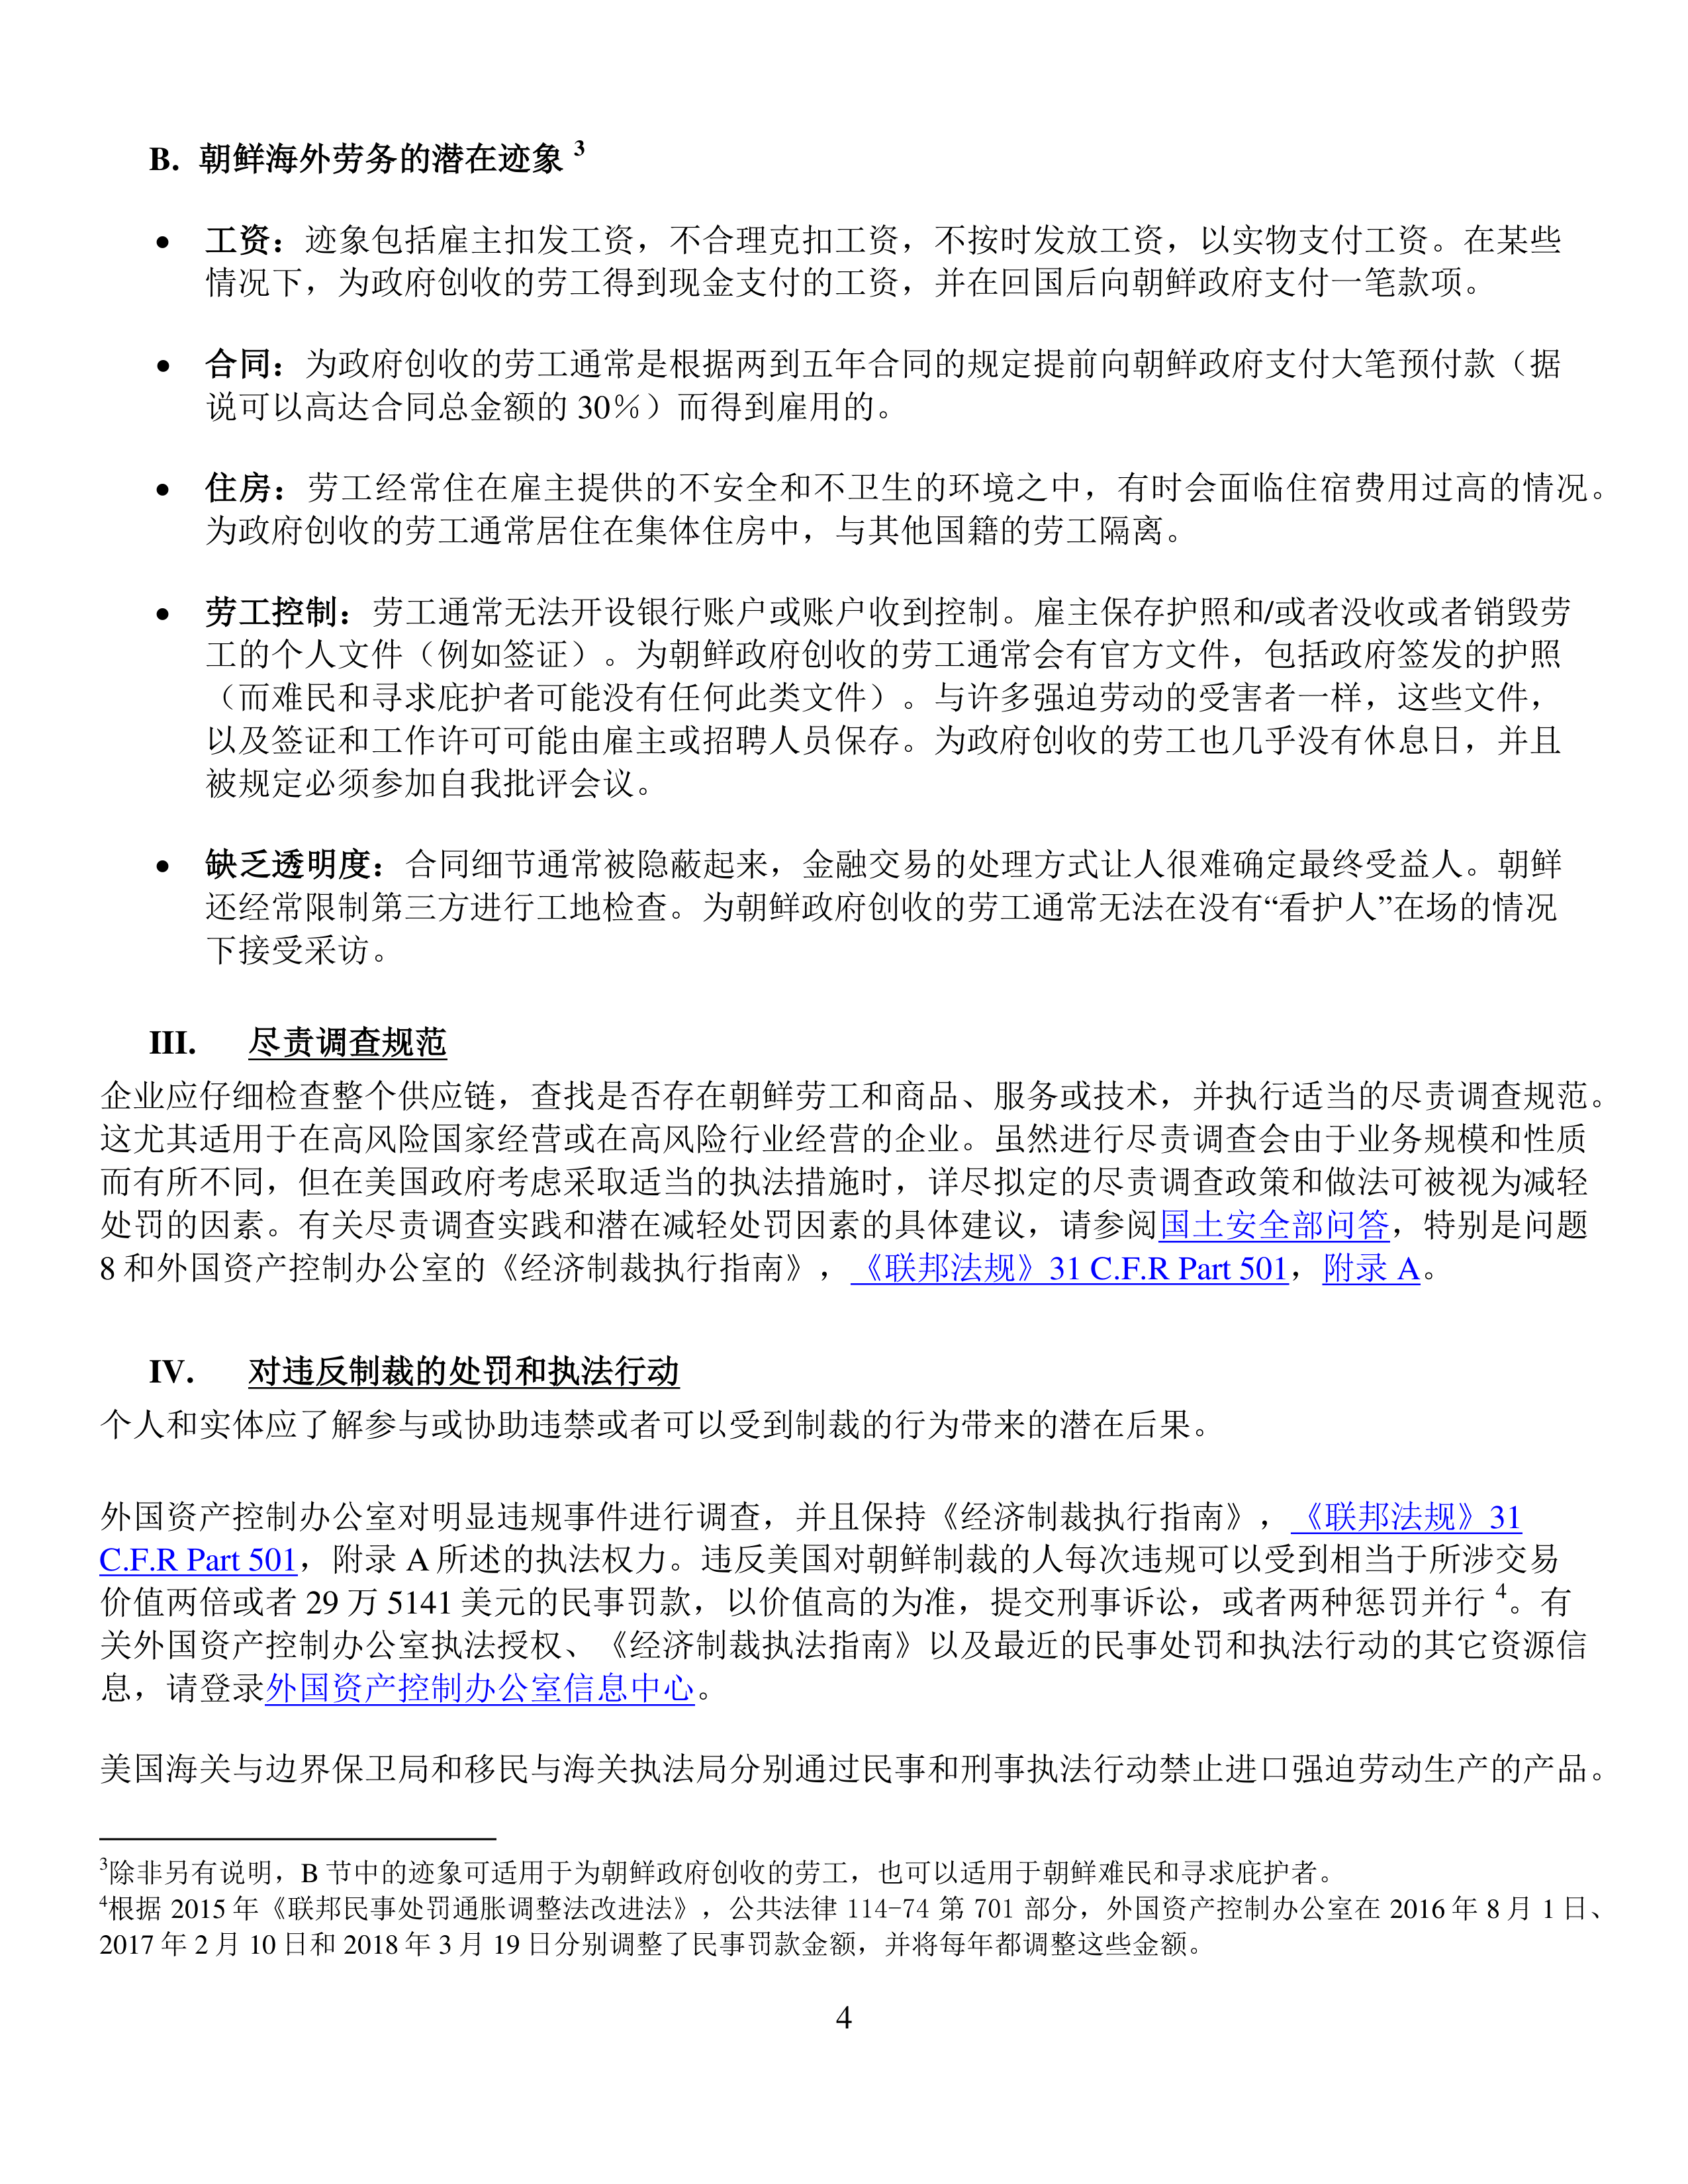 B. 朝鲜海外劳务的潜在迹象 3
• 工资：迹象包括雇主扣发工资，不合理克扣工资，不按时发放工资，以实物支付工资。在某些
情况下，为政府创收的劳工得到现金支付的工资，并在回国后向朝鲜政府支付一笔款项。
• 合同：为政府创收的劳工通常是根据两到五年合同的规定提前向朝鲜政府支付大笔预付款（据
说可以高达合同总金额的 30%）而得到雇用的。
• 住房：劳工经常住在雇主提供的不安全和不卫生的环境之中，有时会面临住宿费用过高的情况。
为政府创收的劳工通常居住在集体住房中，与其他国籍的劳工隔离。
• 劳工控制：劳工通常无法开设银行账户或账户收到控制。雇主保存护照和/或者没收或者销毁劳
工的个人文件（例如签证）。为朝鲜政府创收的劳工通常会有官方文件，包括政府签发的护照
（而难民和寻求庇护者可能没有任何此类文件）。与许多强迫劳动的受害者一样，这些文件，
以及签证和工作许可可能由雇主或招聘人员保存。为政府创收的劳工也几乎没有休息日，并且
被规定必须参加自我批评会议。
• 缺乏透明度：合同细节通常被隐蔽起来，金融交易的处理方式让人很难确定最终受益人。朝鲜
还经常限制第三方进行工地检查。为朝鲜政府创收的劳工通常无法在没有“看护人”在场的情况
下接受采访。
III. 尽责调查规范
企业应仔细检查整个供应链，查找是否存在朝鲜劳工和商品、服务或技术，并执行适当的尽责调查规范。
这尤其适用于在高风险国家经营或在高风险行业经营的企业。虽然进行尽责调查会由于业务规模和性质
而有所不同，但在美国政府考虑采取适当的执法措施时，详尽拟定的尽责调查政策和做法可被视为减轻
处罚的因素。有关尽责调查实践和潜在减轻处罚因素的具体建议，请参阅国土安全部问答，特别是问题
8 和外国资产控制办公室的《经济制裁执行指南》，《联邦法规》31 C.F.R Part 501，附录 A。
IV. 对违反制裁的处罚和执法行动
个人和实体应了解参与或协助违禁或者可以受到制裁的行为带来的潜在后果。
外国资产控制办公室对明显违规事件进行调查，并且保持《经济制裁执行指南》，《联邦法规》31
C.F.R Part 501，附录 A 所述的执法权力。违反美国对朝鲜制裁的人每次违规可以受到相当于所涉交易
价值两倍或者 29 万 5141 美元的民事罚款，以价值高的为准，提交刑事诉讼，或者两种惩罚并行 4。有
关外国资产控制办公室执法授权、《经济制裁执法指南》以及最近的民事处罚和执法行动的其它资源信
息，请登录外国资产控制办公室信息中心。
美国海关与边界保卫局和移民与海关执法局分别通过民事和刑事执法行动禁止进口强迫劳动生产的产品。
3除非另有说明，B 节中的迹象可适用于为朝鲜政府创收的劳工，也可以适用于朝鲜难民和寻求庇护者。
4根据 2015 年《联邦民事处罚通胀调整法改进法》，公共法律 114-74 第 701 部分，外国资产控制办公室在 2016 年 8 月 1 日、
2017 年 2 月 10 日和 2018 年 3 月 19 日分别调整了民事罚款金额，并将每年都调整这些金额。
4